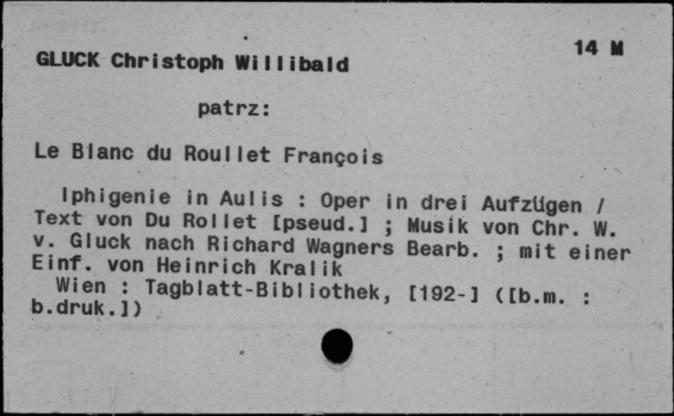 14 M
GLUCK Christoph Willibald
patrz:
Le Blanc du Roullet François
Iphigenie in Aulis : Oper in drei Aufzügen /
Text von Du Rollet [pseud.] ; Musik von Chr. W.
v. Gluck nach Richard Wagners Bearb. ; mit einer
Einf. von Heinrich Kralik
Wien : Tagblatt-Bibliothek, [192-] ([b.m. :
b.druk.])